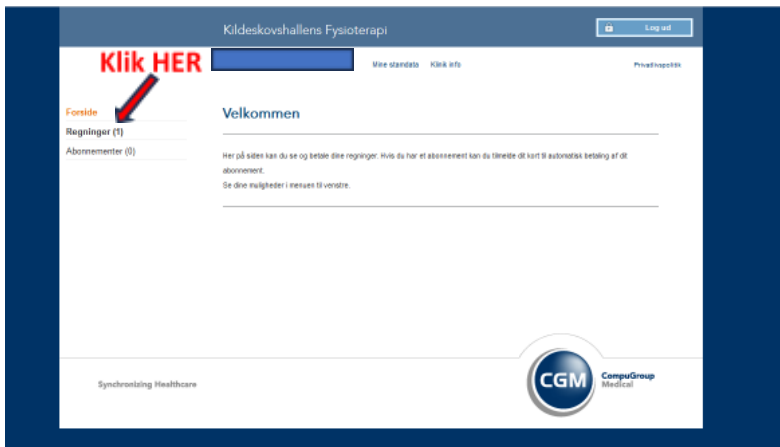 Kildeskovshallens Fysioterapi
Log ud
Klik HER
Mine stamdata Klinik info
Privatlivspolitik
Forside
Regninger (1)
Abonnementer (0)
Velkommen
Her på siden kan du se og betale dine regninger. Hvis du har et abonnement kan du tilmelde dit kort til automatisk betaling af dit
abonnement.
Se dine muligheder i menuen til venstre.
Synchronizing Healthcare
CGM
CompuGroup
Medical